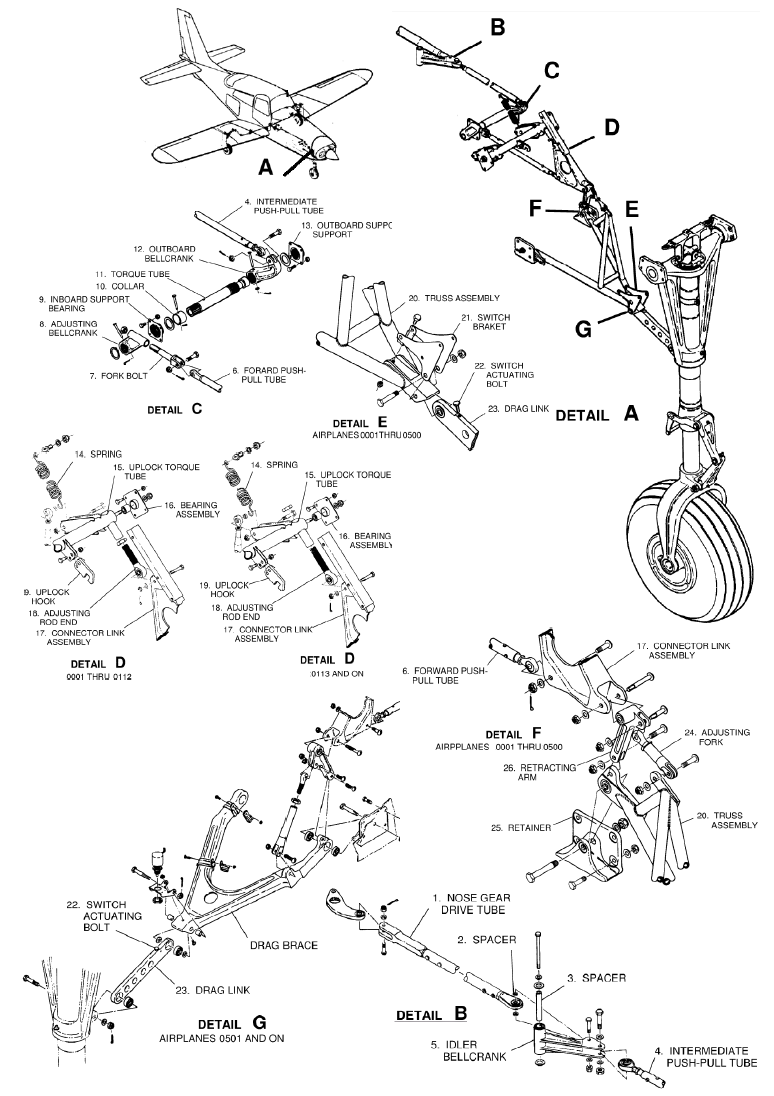 B
C
D
A
F
E
G
4. INTERMEDIATE
PUSH-PULL TUBE
13. OUTBOARD SUPPO
SUPPORT
12. OUTBOARD
BELLCRANK
11. TORQUE TUBE
10. COLLAR
9. INBOARD SUPPORT
BEARING
8. ADJUSTING
BELLCRANK
7. FORK BOLT
6. FORARD PUSH-
PULL TUBE
DETAIL C
20. TRUSS ASSEMBLY
21. SWITCH
BRAKET
22. SWITCH
ACTUATING
BOLT
23. DRAG LINK
DETAIL E
AIRPLANES 0001 THRU 0500
DETAIL A
14. SPRING
15. UPLOCK TORQUE
TUBE
16. BEARING
ASSEMBLY
9. UPLOCK
HOOK
18. ADJUSTING
ROD END
17. CONNECTOR LINK
ASSEMBLY
DETAIL D
0001 THRU 0112
14. SPRING
15. UPLOCK TORQUE
TUBE
16. BEARING
ASSEMBLY
19. UPLOCK
HOOK
18. ADJUSTING
ROD END
17. CONNECTOR LINK
ASSEMBLY
DETAIL D
0113 AND ON
17. CONNECTOR LINK
ASSEMBLY
6. FORWARD PUSH-
PULL TUBE
DETAIL F
AIRPPLANES 0001 THRU 0500
24. ADJUSTING
FORK
26. RETRACTING
ARM
25. RETAINER
20. TRUSS
ASSEMBLY
22. SWITCH
ACTUATING
BOLT
DRAG BRACE
23. DRAG LINK
DETAIL G
AIRPLANES 0501 AND ON
1. NOSE GEAR
DRIVE TUBE
2. SPACER
3. SPACER
DETAIL B
5. IDLER
BELLCRANK
4. INTERMEDIATE
PUSH-PULL TUBE